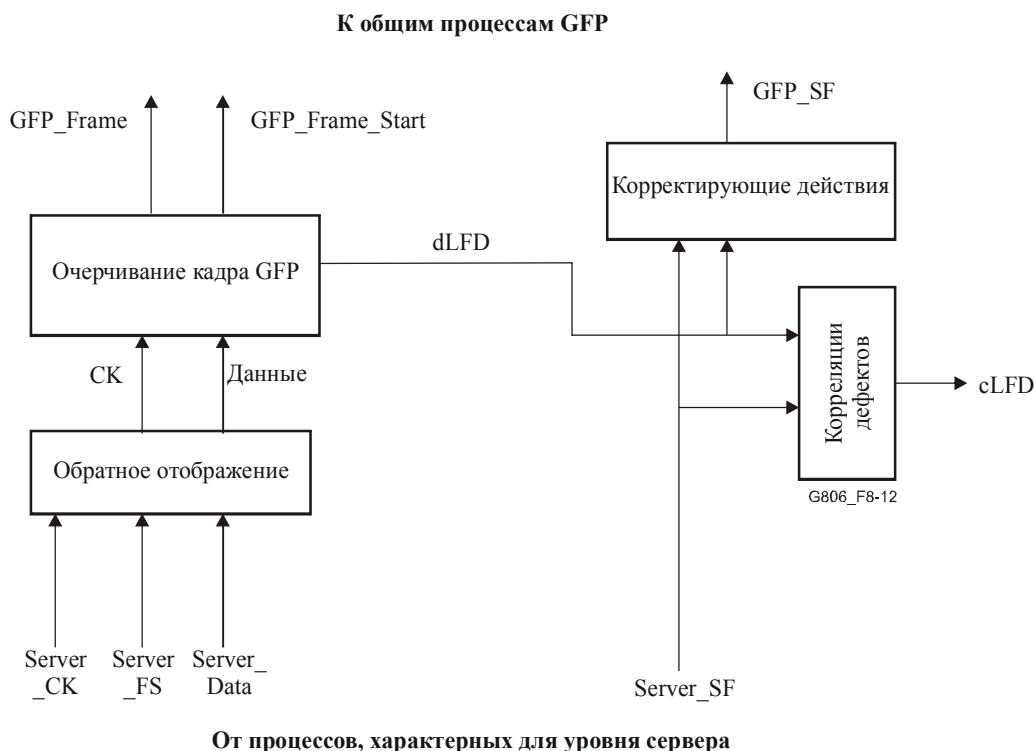 К общим процессам GFP
GFP_SF
GFP_Frame
GFP_Frame_Start
Корректирующие действия
dLFD
Очерчивание кадра GFP
Корреляции
дефектов
CK
Данные
cLFD
Обратное отображение
G806_F8-12
Server
_CK
Server
_FS
Server_
Data
Server_SF
От процессов, характерных для уровня сервера